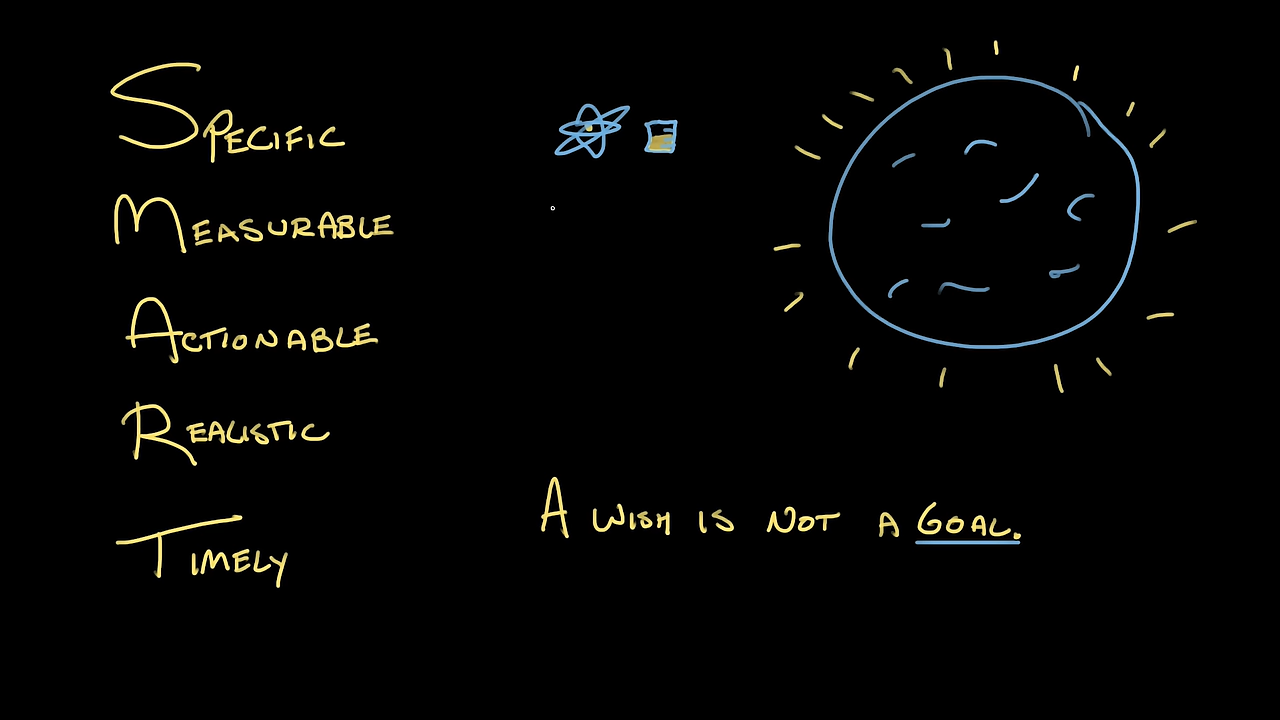 Specific
Measurable
Actionable
Realistic
Timely
A wish is not a goal.